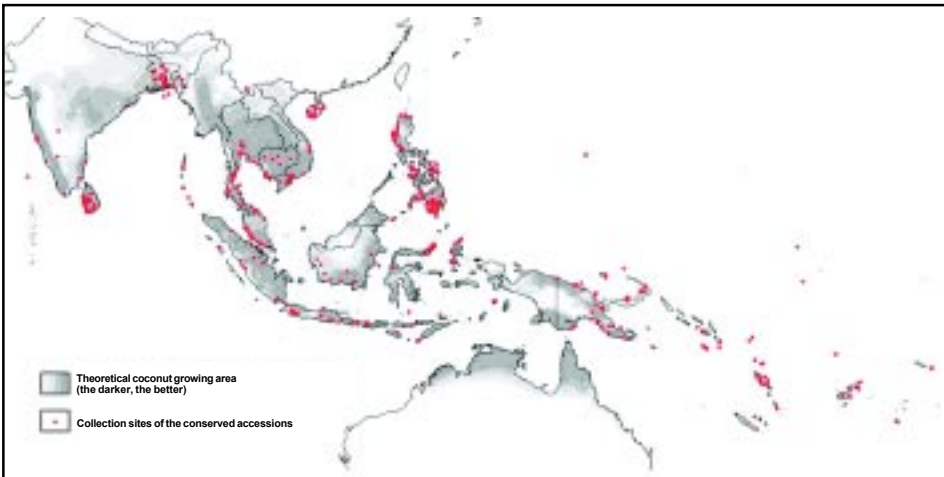 Theoretical coconut growing area
(the darker, the better)
Collection sites of the conserved accessions